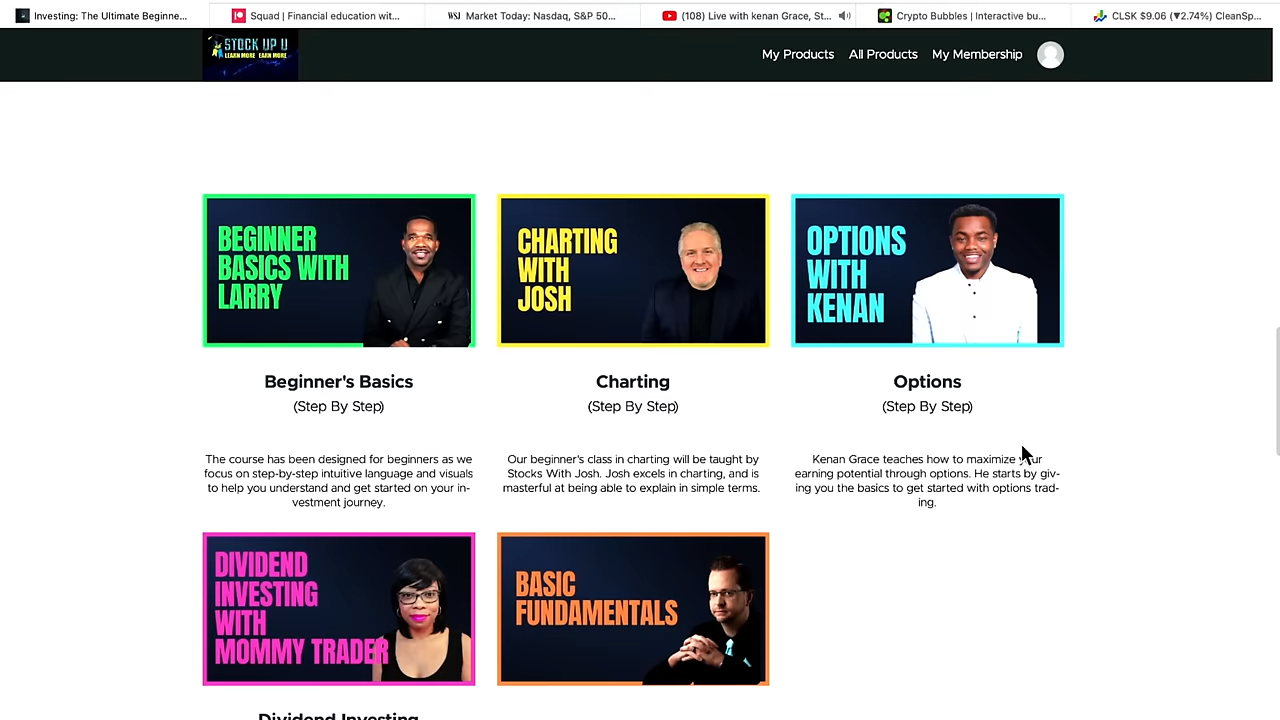 Investing: The Ultimate Beginne...
Squad | Financial education wit...
WSJ Market Today: Nasdaq, S&P 50...
(108) Live with kenan Grace, St...
Crypto Bubbles | Interactive bu...
CLSK $9.06 (▼2.74%) CleanSp...
STOCK UP U
LEARN MORE EARN MORE
My Products
All Products
My Membership
BEGINNER
BASICS WITH
LARRY
CHARTING
WITH
JOSH
OPTIONS
WITH
KENAN
Beginner's Basics
(Step By Step)
Charting
(Step By Step)
Options
(Step By Step)
The course has been designed for beginners as we
focus on step-by-step intuitive language and visuals
to help you understand and get started on your in-
vestment journey.
Our beginner's class in charting will be taught by
Stocks With Josh. Josh excels in charting, and is
masterful at being able to explain in simple terms.
Kenan Grace teaches how to maximize your
earning potential through options. He starts by giv-
ing you the basics to get started with options trad-
ing.
DIVIDEND
INVESTING
WITH
MOMMY TRADER
BASIC
FUNDAMENTALS
Dividend Investing